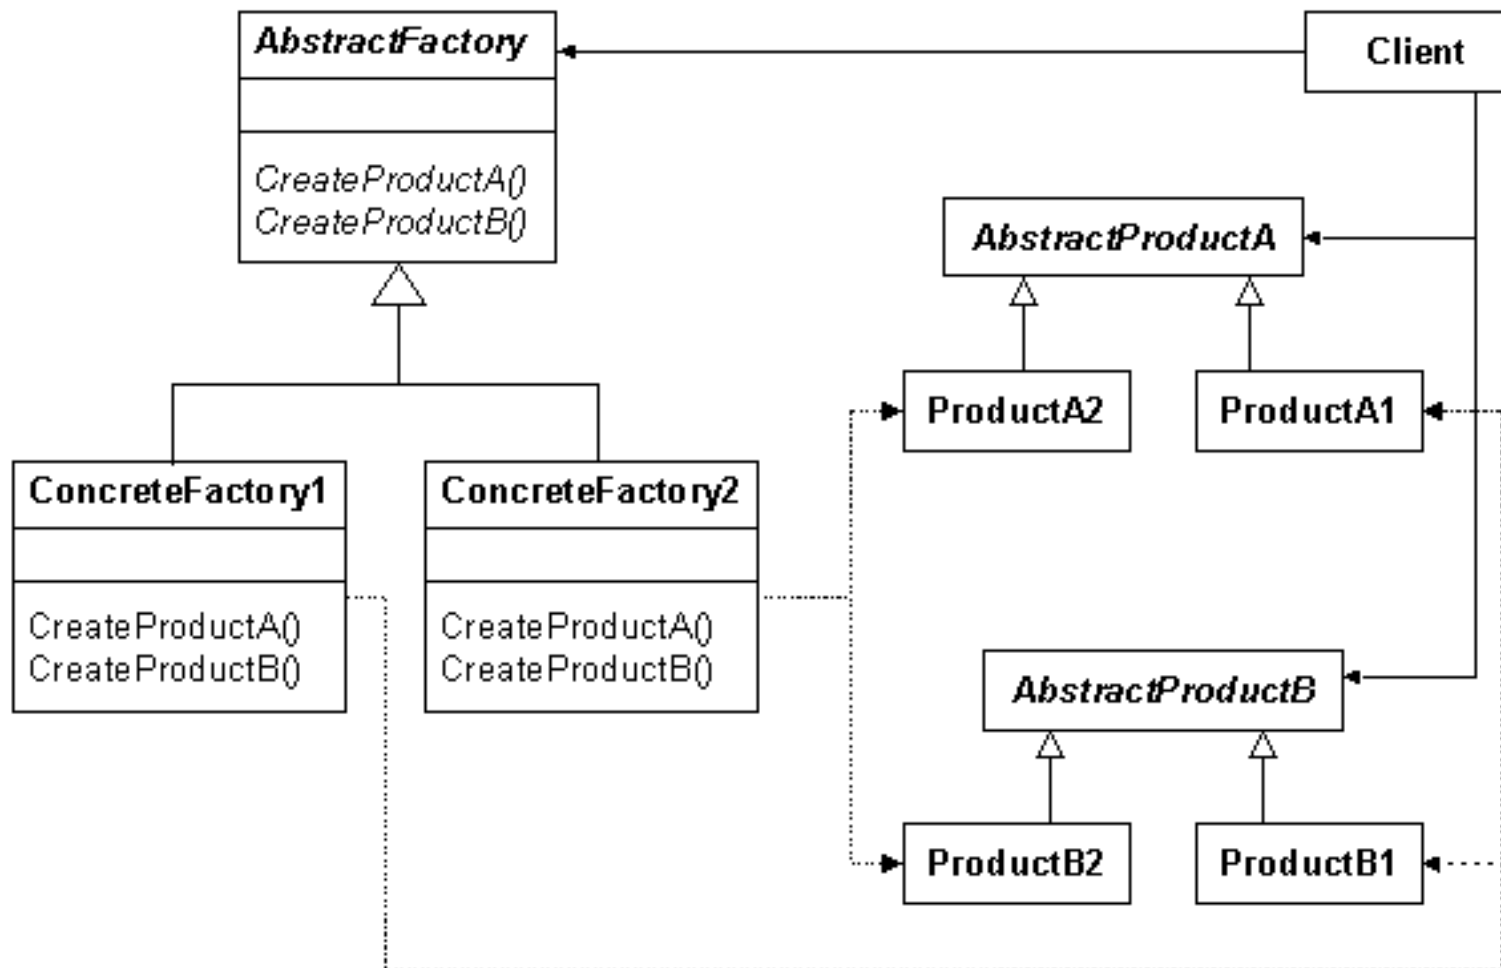 AbstractFactory
CreateProductA()
CreateProductB()
Client
AbstractProductA
ProductA2
ProductA1
ConcreteFactory1
CreateProductA()
CreateProductB()
ConcreteFactory2
CreateProductA()
CreateProductB()
AbstractProductB
ProductB2
ProductB1